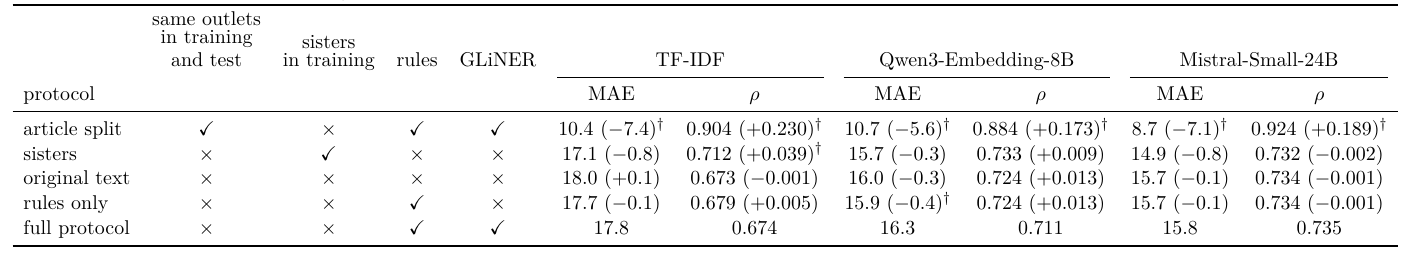 same outlets
in training
and test
sisters
in training
rules GLiNER TF-IDF Qwen3-Embedding-8B Mistral-Small-24B
protocol MAE ρ MAE ρ MAE ρ
article split ✓ × ✓ ✓ 10.4 (−7.4)† 0.904 (+0.230)† 10.7 (−5.6)† 0.884 (+0.173)† 8.7 (−7.1)† 0.924 (+0.189)†
sisters × ✓ × × 17.1 (−0.8) 0.712 (+0.039)† 15.7 (−0.3) 0.733 (+0.009) 14.9 (−0.8) 0.732 (−0.002)
original text × × × × 18.0 (+0.1) 0.673 (−0.001) 16.0 (−0.3) 0.724 (+0.013) 15.7 (−0.1) 0.734 (−0.001)
rules only × × ✓ × 17.7 (−0.1) 0.679 (+0.005) 15.9 (−0.4)† 0.724 (+0.013) 15.7 (−0.1) 0.734 (−0.001)
full protocol × × ✓ ✓ 17.8 0.674 16.3 0.711 15.8 0.735